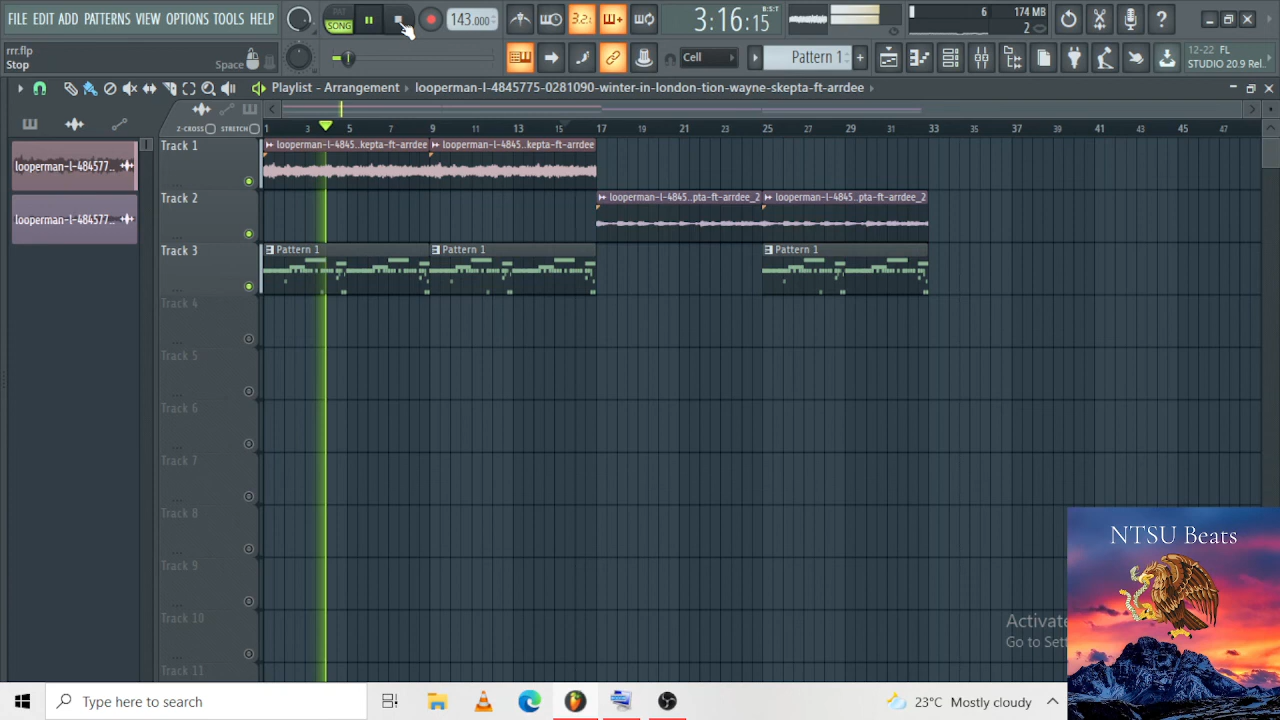 FILE EDIT ADD PATTERNS VIEW OPTIONS TOOLS HELP
PAT
SONG
143.000
3.2
3:16:15
B:S:T
6
174 MB
2
rrr.flp
Stop
Space
Cell
Pattern 1
12-22 FL
STUDIO 20.9 Rel..
Playlist - Arrangement looperman-l-4845775-0281090-winter-in-london-tion-wayne-skepta-ft-arrdee
Z-CROSS STRETCH
1 3 5 7 9 11 13 15 17 19 21 23 25 27 29 31 33 35 37 39 41 43 45 47
looperman-l-484577...
looperman-l-484577...
Track 1
looperman-l-4845...kepta-ft-arrdee
looperman-l-4845...kepta-ft-arrdee
Track 2
looperman-l-4845..pta-ft-arrdee_2
looperman-l-4845..pta-ft-arrdee_2
Track 3
Pattern 1
Pattern 1
Pattern 1
Track 4
Track 5
Track 6
Track 7
Track 8
Track 9
Track 10
Track 11
NTSU Beats
Activate
Go to Sett
Type here to search
23°C Mostly cloudy